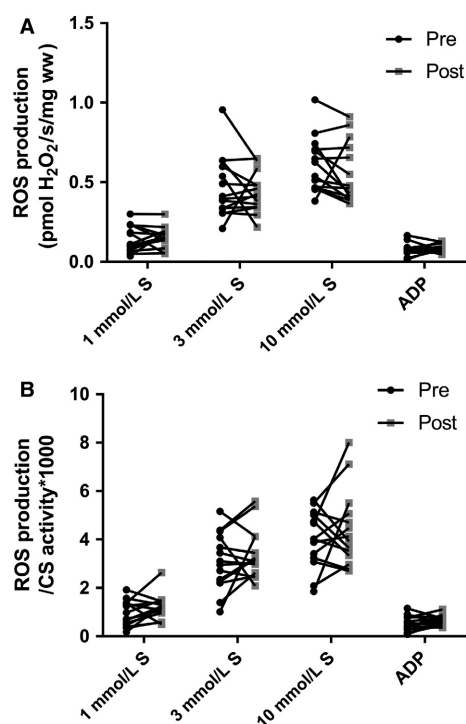 A
ROS production
(pmol H₂O₂/s/mg ww)
1.5
1.0
0.5
0.0
Pre
Post
1 mmol/L S
3 mmol/L S
10 mmol/L S
ADP
B
ROS production
/CS activity*1000
10
8
6
4
2
0
Pre
Post
1 mmol/L S
3 mmol/L S
10 mmol/L S
ADP